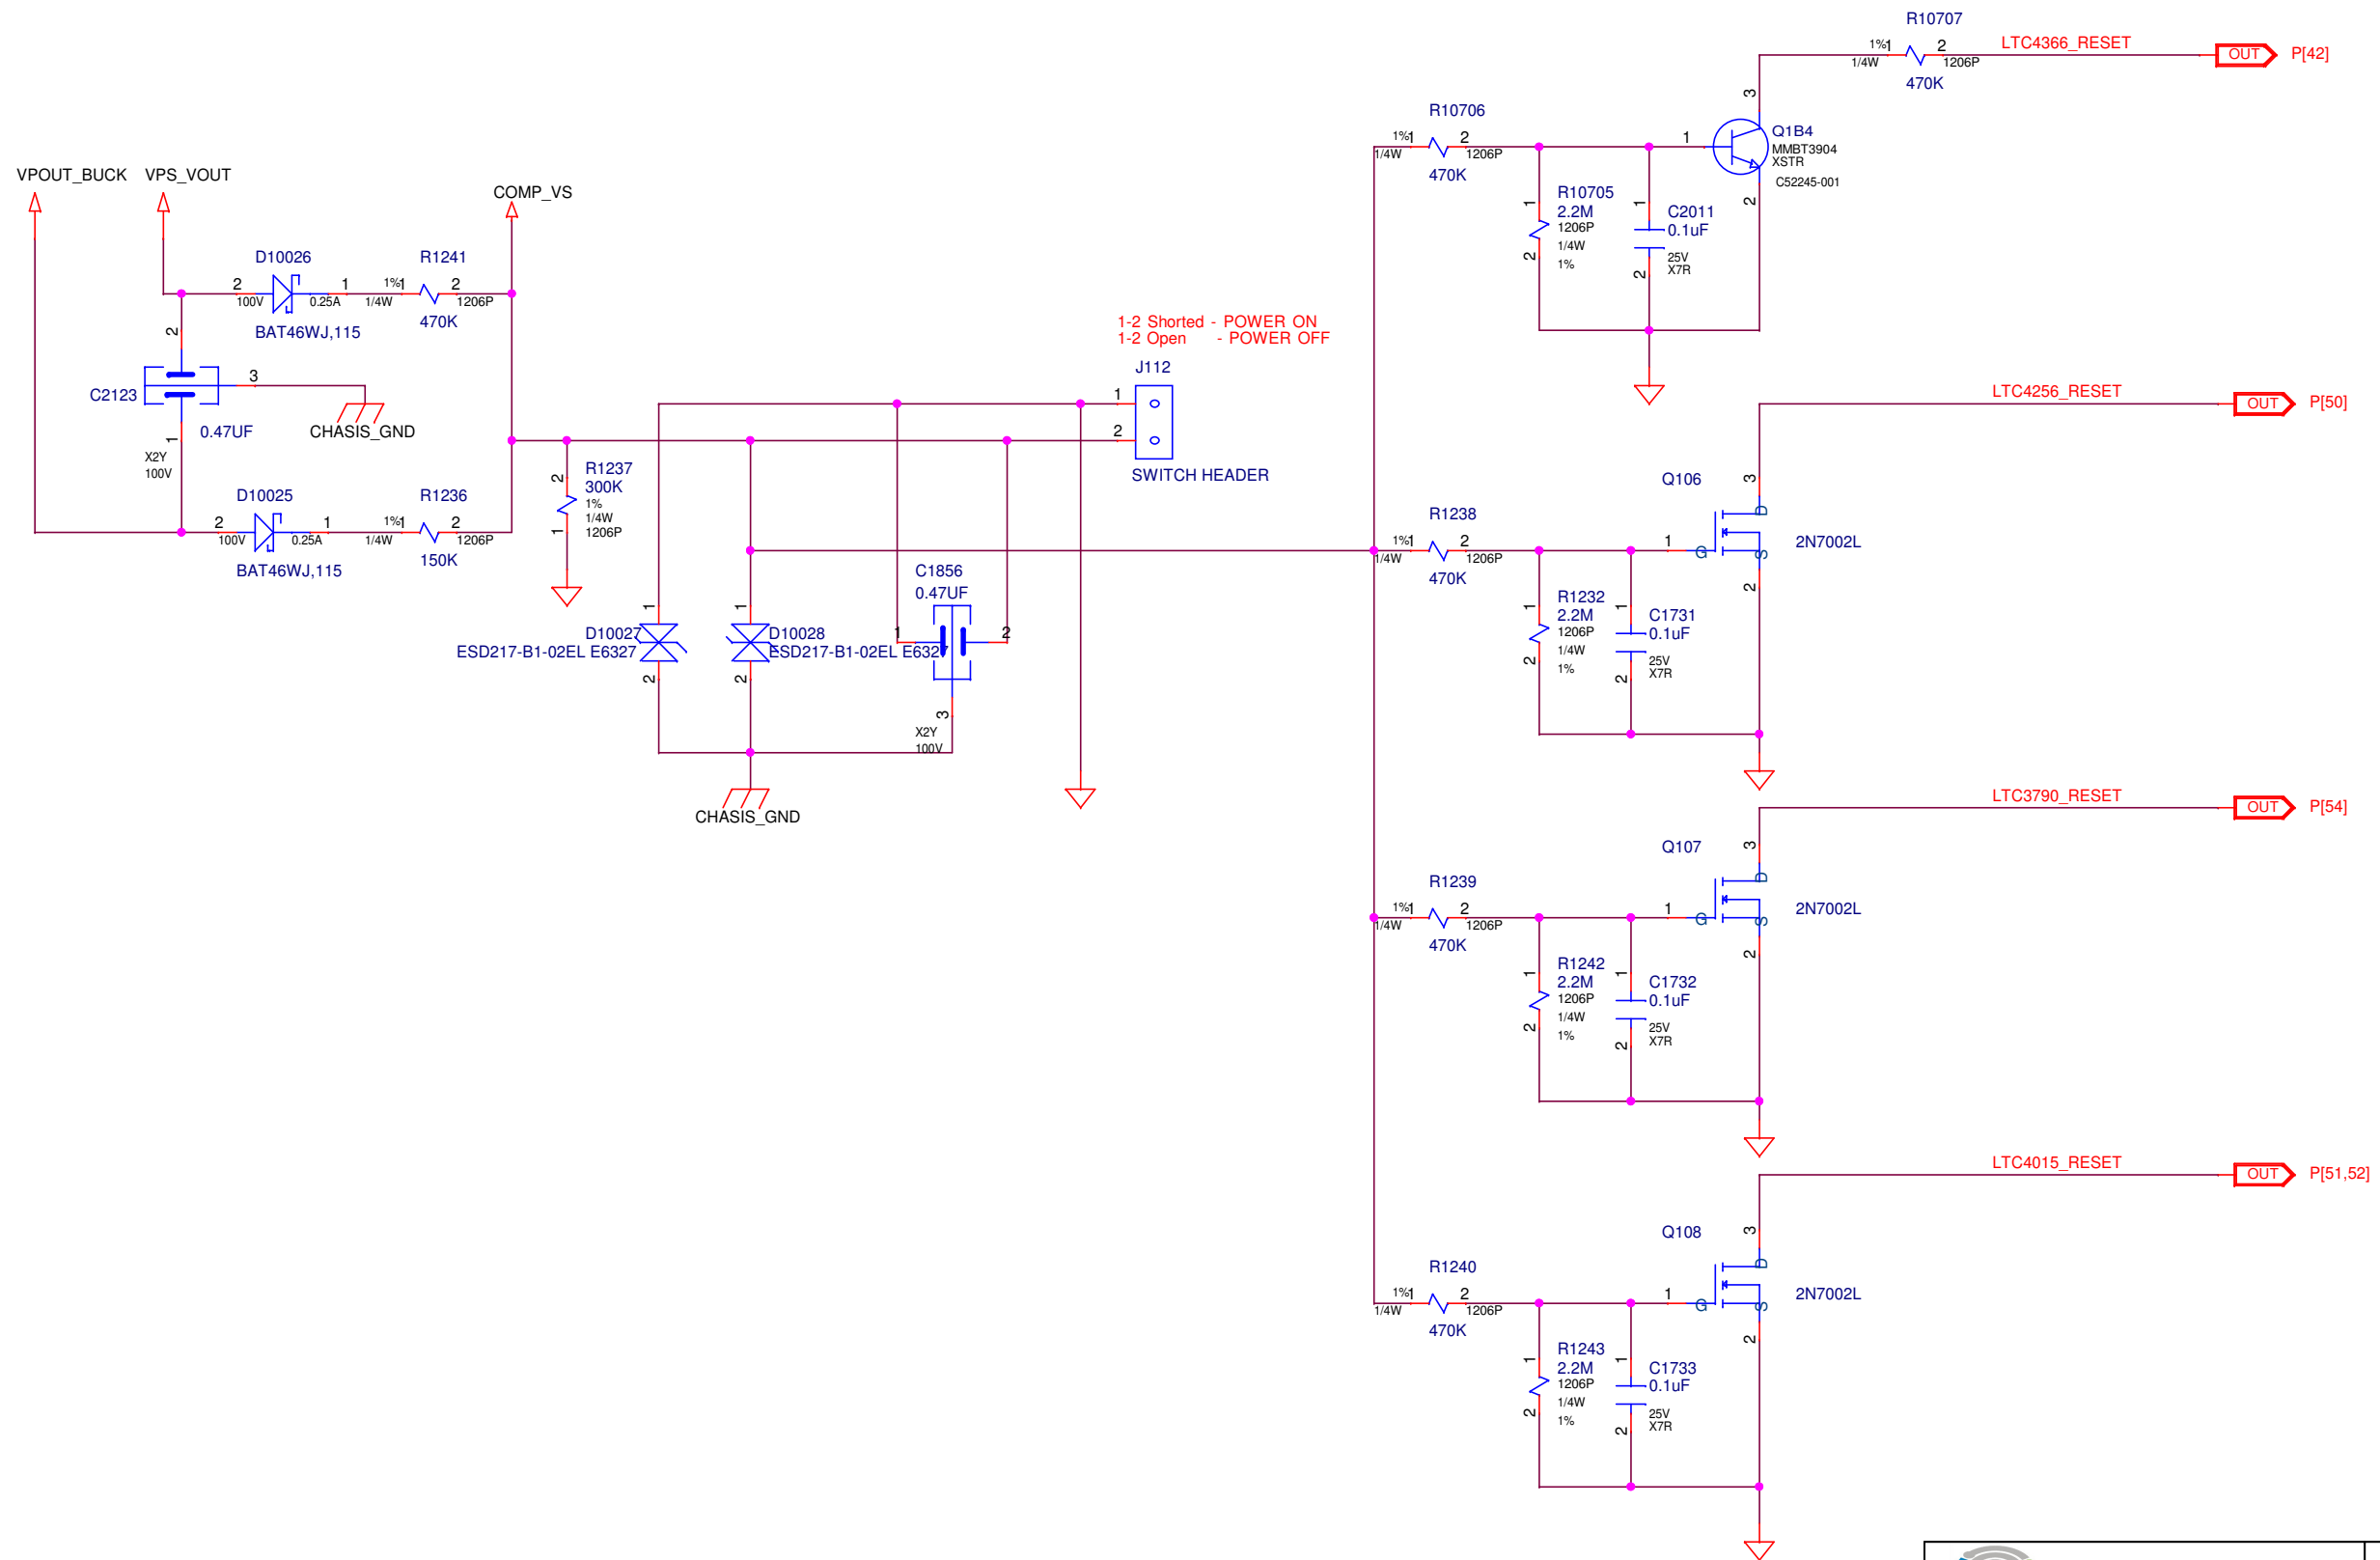 R10707
1% 1 2 LTC4366_RESET OUT P[42]
1/4W 1206P
470K
3
R10706
1% 1 2 1 Q1B4
1/4W 1206P MMBT3904
XSTR
470K
C52245-001
2
R10705
1 2.2M
1206P
1/4W
2 1%
1 C2011
0.1uF
25V
2 X7R
VPOUT_BUCK VPS_VOUT
COMP_VS
D10026 R1241
2 1 1% 1 2
100V 0.25A 1/4W 1206P
BAT46WJ,115 470K
2
3
C2123
0.47UF
CHASIS_GND
1
X2Y
100V
D10025 R1236
2 1 1% 1 2
100V 0.25A 1/4W 1206P
BAT46WJ,115 150K
R1237
2 300K
1%
1/4W
1 1206P
1-2 Shorted - POWER ON
1-2 Open - POWER OFF
J112
1
2
SWITCH HEADER
C1856
0.47UF
1 2
3
X2Y
100V
1 D10027
ESD217-B1-02EL E6327
2
1 D10028
ESD217-B1-02EL E6327
2
CHASIS_GND
LTC4256_RESET OUT P[50]
Q106 3
D
R1238
1% 1 2 1 G S 2N7002L
1/4W 1206P
470K 2
R1232
1 2.2M
1206P
1/4W
2 1%
1 C1731
0.1uF
25V
2 X7R
LTC3790_RESET OUT P[54]
Q107 3
D
R1239
1% 1 2 1 G S 2N7002L
1/4W 1206P
470K 2
R1242
1 2.2M
1206P
1/4W
2 1%
1 C1732
0.1uF
25V
2 X7R
LTC4015_RESET OUT P[51,52]
Q108 3
D
R1240
1% 1 2 1 G S 2N7002L
1/4W 1206P
470K 2
R1243
1 2.2M
1206P
1/4W
2 1%
1 C1733
0.1uF
25V
2 X7R